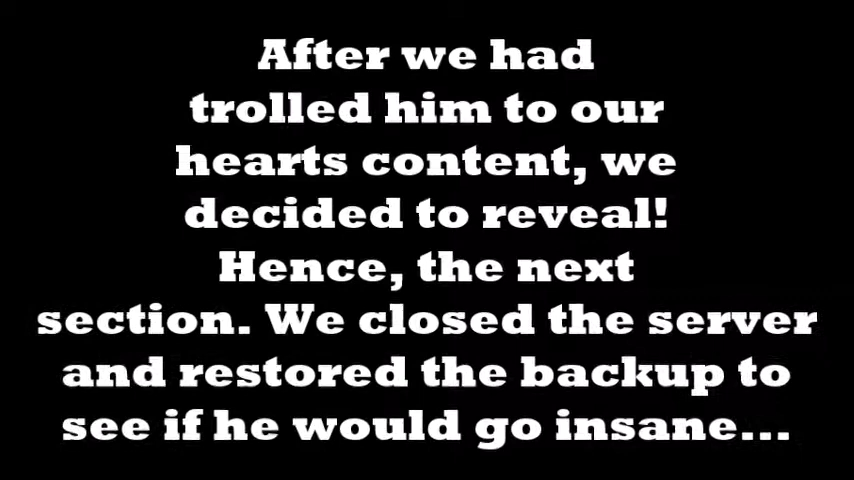 After we had
trolled him to our
hearts content, we
decided to reveal!
Hence, the next
section. We closed the server
and restored the backup to
see if he would go insane...